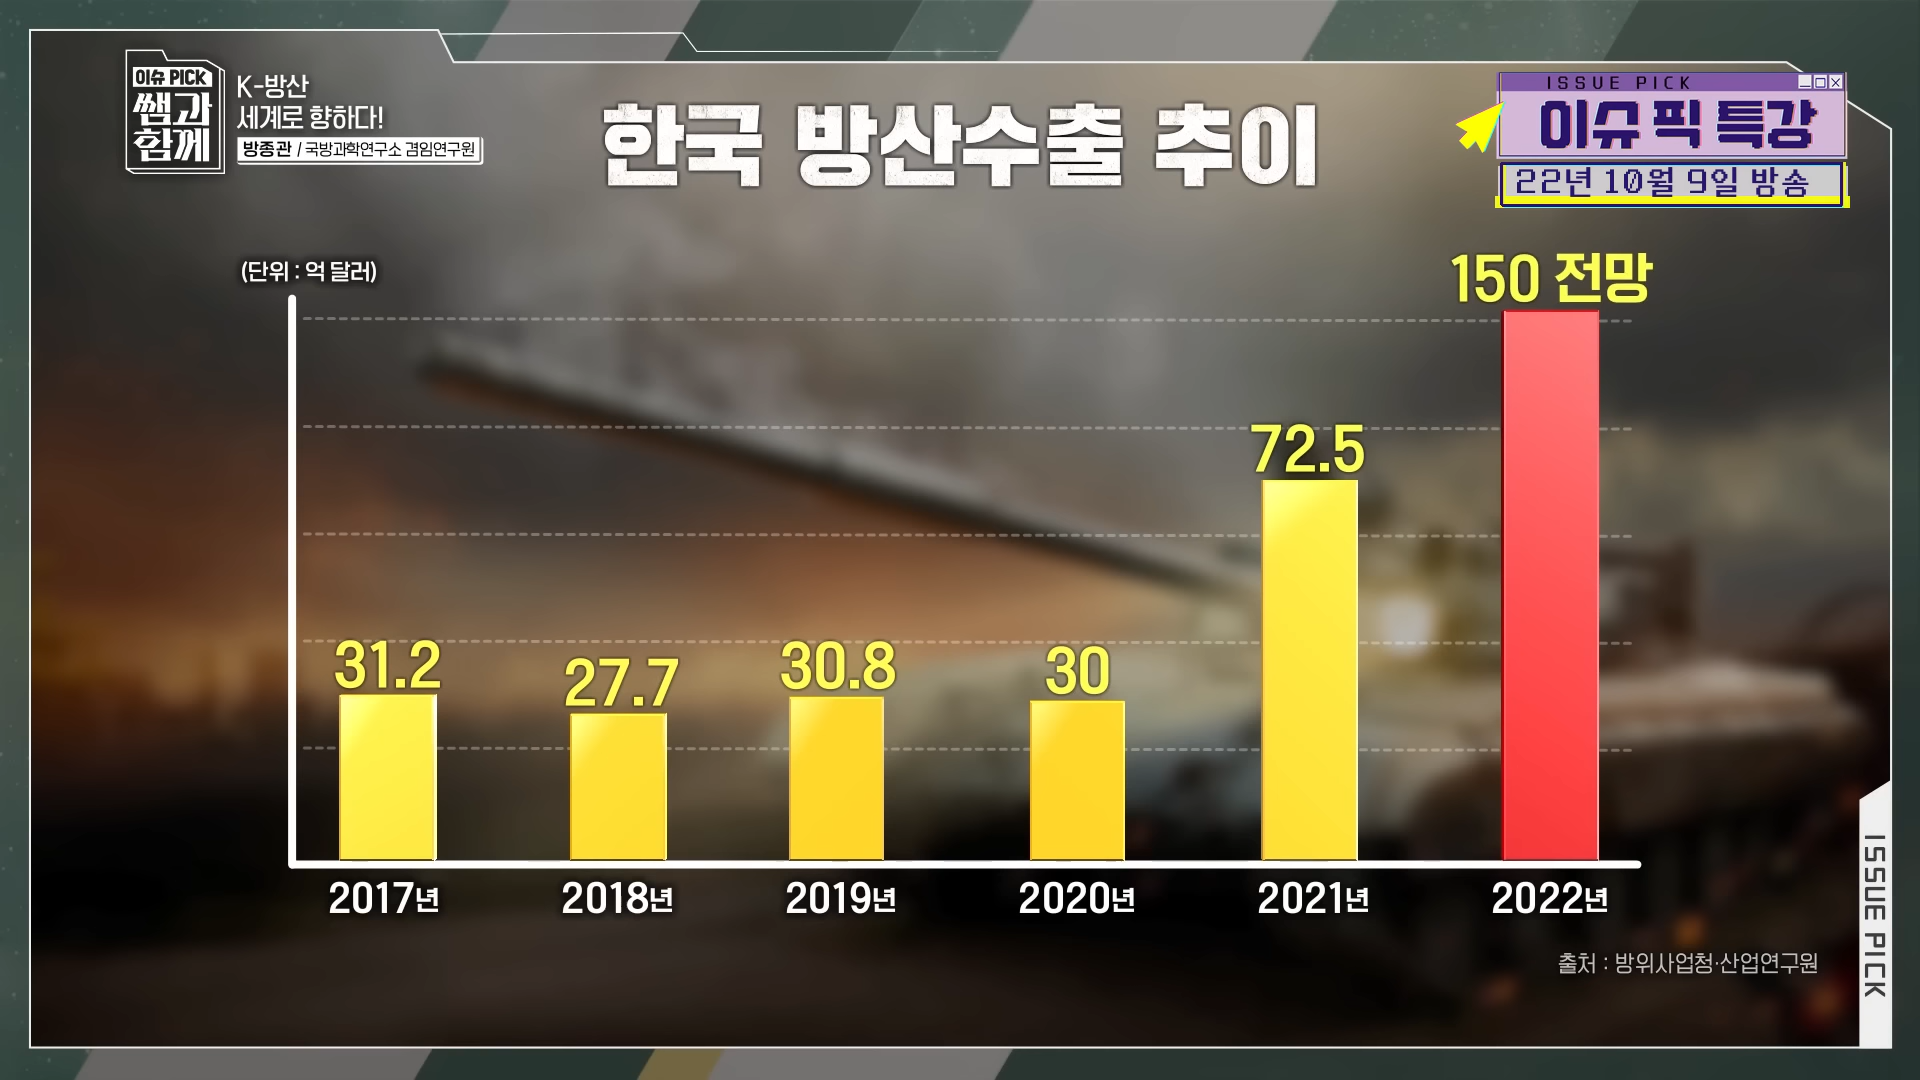 이슈 PICK
쌤과
함께
K-방산
세계로 향하다!
방종관 / 국방과학연구소 겸임연구원
한국 방산수출 추이
ISSUE PICK
이슈 픽 특강
22년 10월 9일 방송
(단위 : 억 달러)
31.2
27.7
30.8
30
72.5
150 전망
2017년
2018년
2019년
2020년
2021년
2022년
출처 : 방위사업청·산업연구원
ISSUE PICK